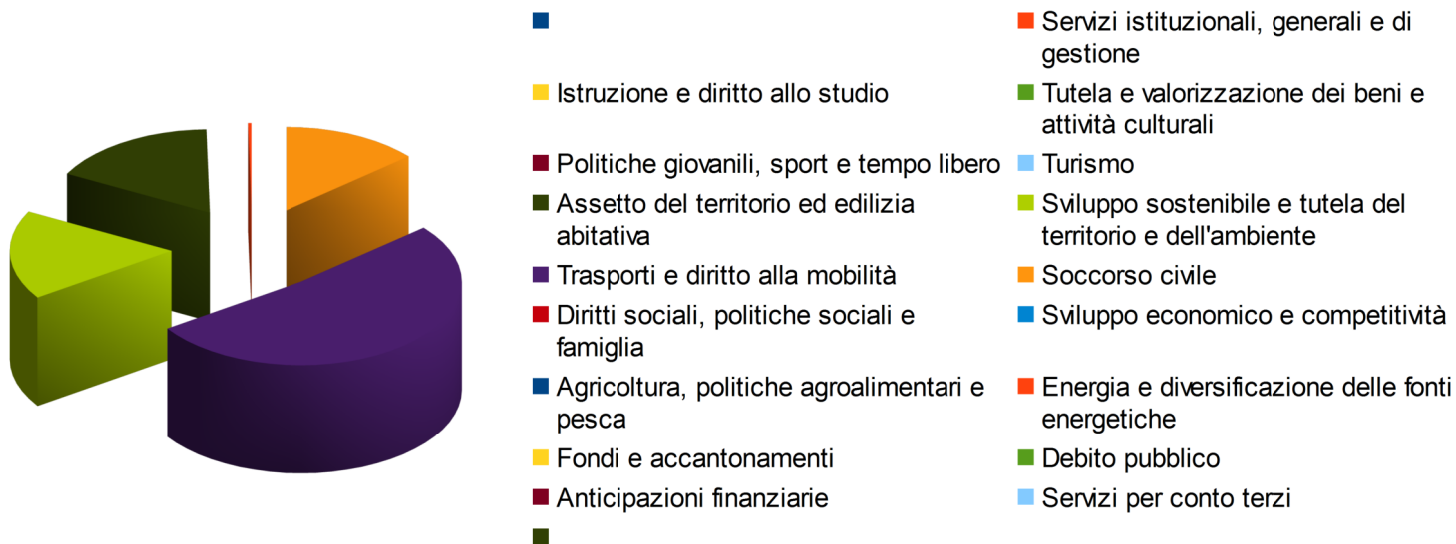 Servizi istituzionali, generali e di
gestione
Istruzione e diritto allo studio
Tutela e valorizzazione dei beni e
attività culturali
Politiche giovanili, sport e tempo libero
Turismo
Assetto del territorio ed edilizia
abitativa
Sviluppo sostenibile e tutela del
territorio e dell'ambiente
Trasporti e diritto alla mobilità
Soccorso civile
Diritti sociali, politiche sociali e
famiglia
Sviluppo economico e competitività
Agricoltura, politiche agroalimentari e
pesca
Energia e diversificazione delle fonti
energetiche
Fondi e accantonamenti
Debito pubblico
Anticipazioni finanziarie
Servizi per conto terzi